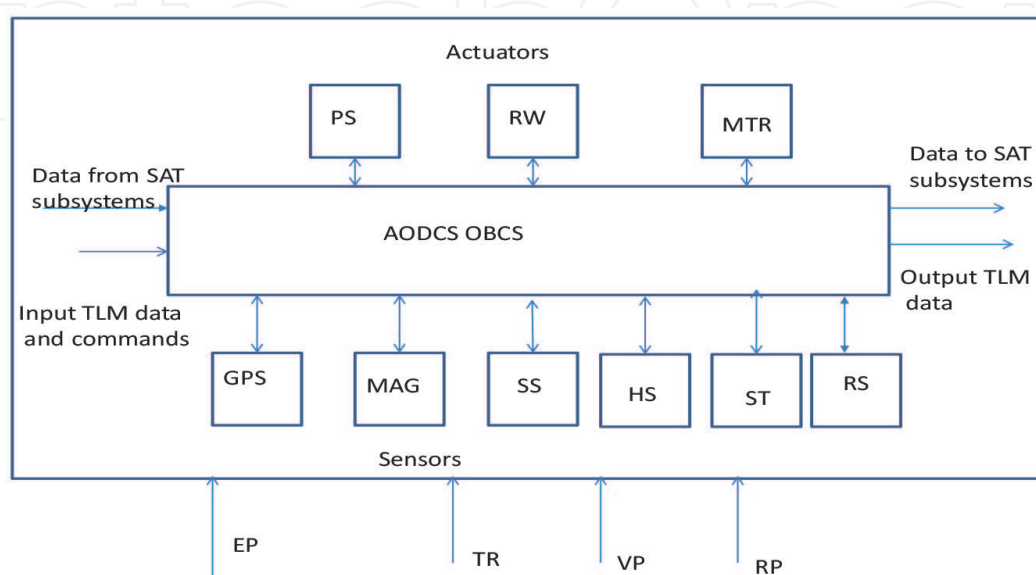 Actuators
PS
RW
MTR
Data from SAT
subsystems
Data to SAT
subsystems
AODCS OBCS
Input TLM data
and commands
Output TLM
data
GPS
MAG
SS
HS
ST
RS
Sensors
EP
TR
VP
RP